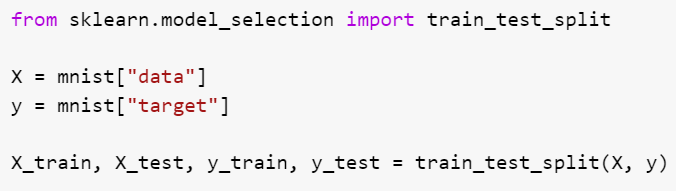 from sklearn.model_selection import train_test_split
X = mnist["data"]
y = mnist["target"]
X_train, X_test, y_train, y_test = train_test_split(X, y)